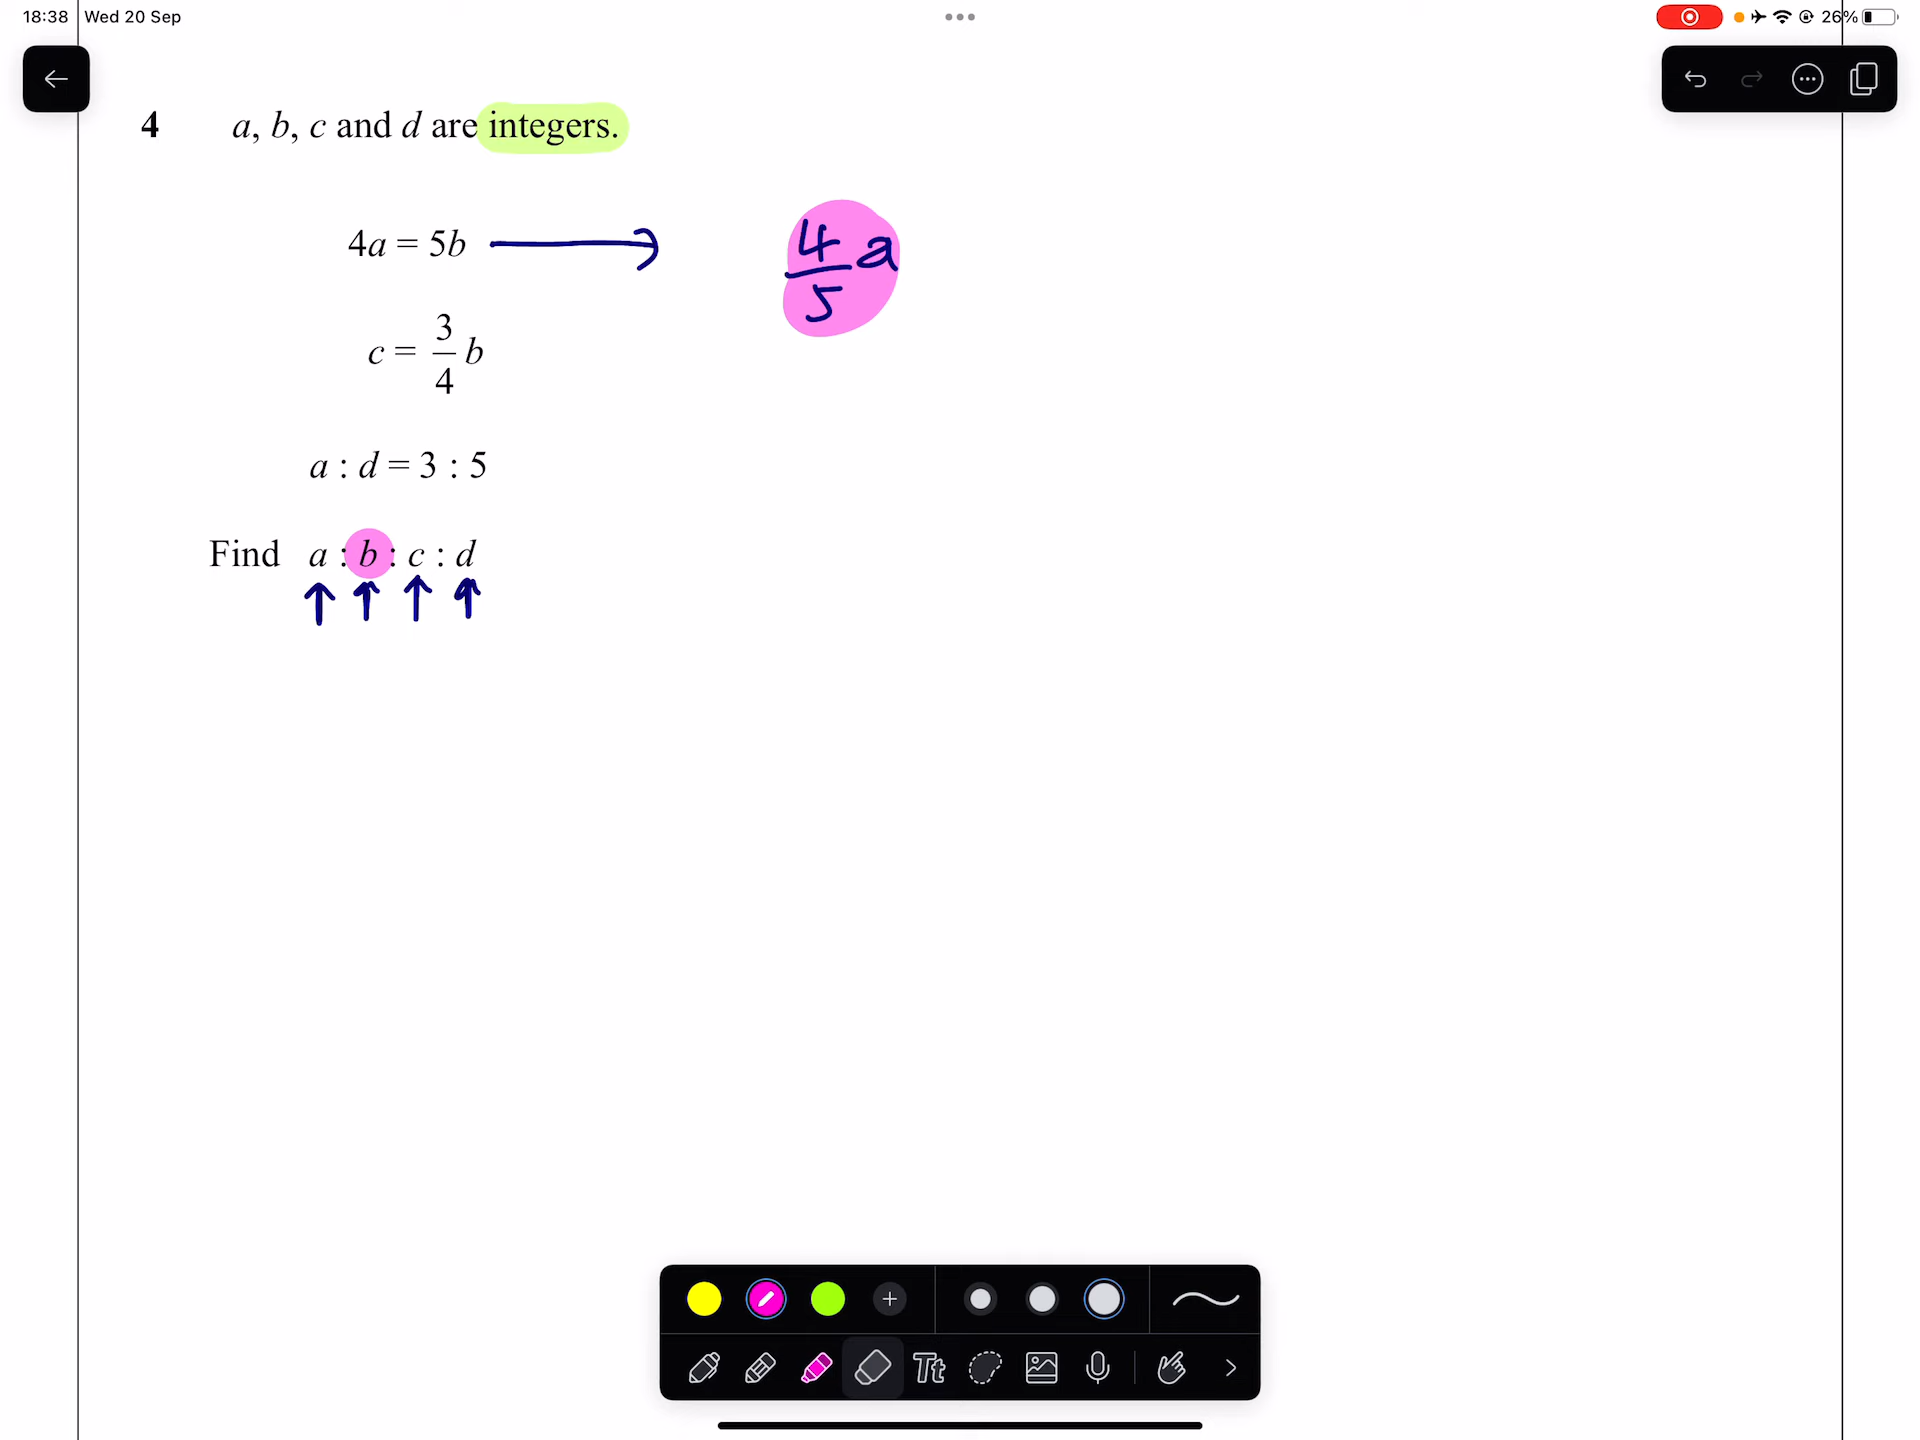 18:38 Wed 20 Sep
26%
4 a, b, c and d are integers.
4a = 5b
4/5 a
c = 3/4 b
a : d = 3 : 5
Find a : b : c : d
Tt